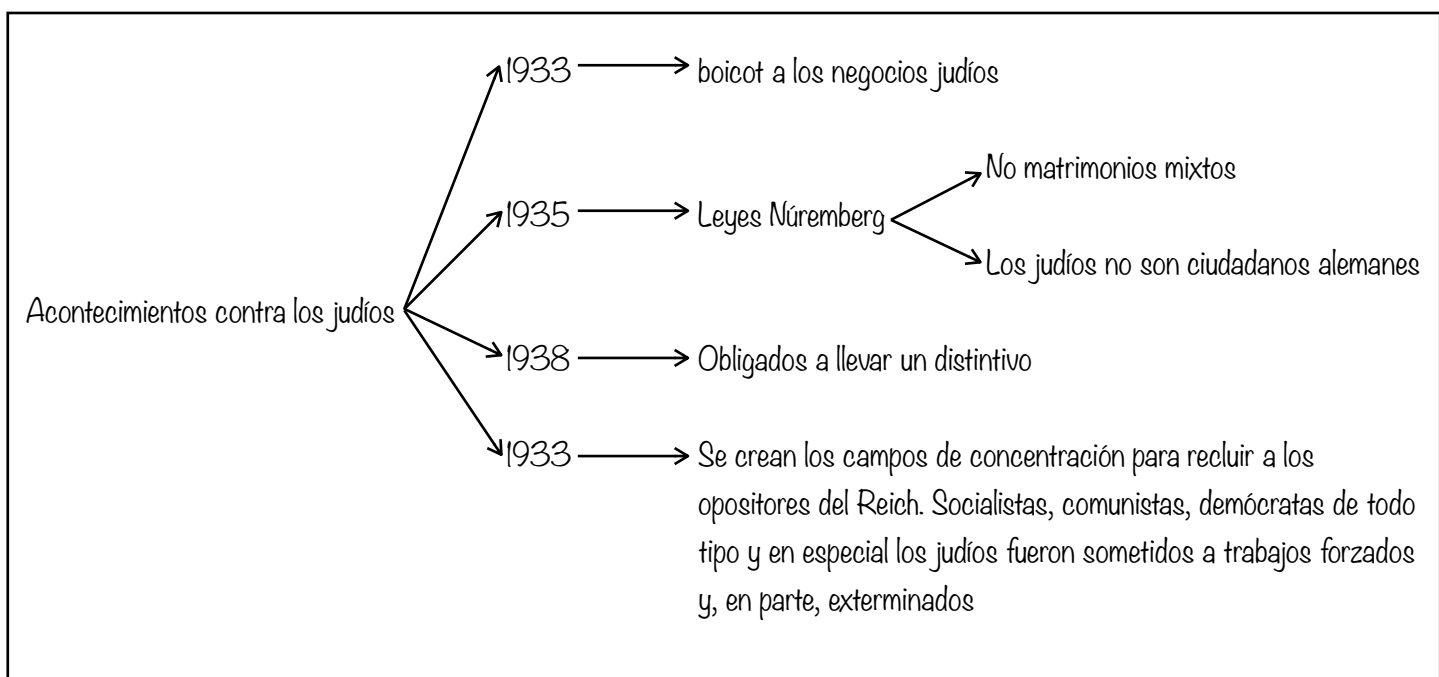 1933
boicot a los negocios judíos
No matrimonios mixtos
1935
Leyes Núremberg
Los judíos no son ciudadanos alemanes
Acontecimientos contra los judíos
1938
Obligados a llevar un distintivo
1933
Se crean los campos de concentración para recluir a los
opositores del Reich. Socialistas, comunistas, demócratas de todo
tipo y en especial los judíos fueron sometidos a trabajos forzados
y, en parte, exterminados